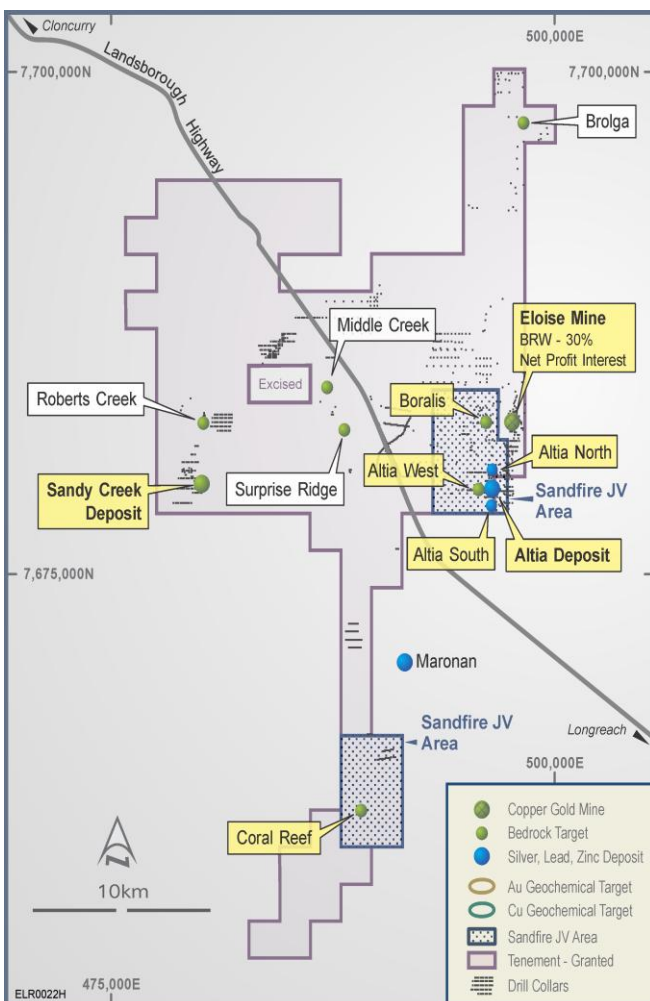 Cloncurry
500,000E
7,700,000N
7,700,000N
Landsborough
Highway
Brolga
Middle Creek
Eloise Mine
BRW - 30%
Net Profit Interest
Excised
Boralis
Roberts Creek
Altia North
Surprise Ridge
Altia West
Sandy Creek
Deposit
Sandfire JV
Area
Altia South
Altia Deposit
7,675,000N
Maronan
Sandfire JV
Area
Longreach
500,000E
Coral Reef
N
10km
Copper Gold Mine
Bedrock Target
Silver, Lead, Zinc Deposit
Au Geochemical Target
Cu Geochemical Target
Sandfire JV Area
Tenement - Granted
Drill Collars
475,000E
ELR0022H